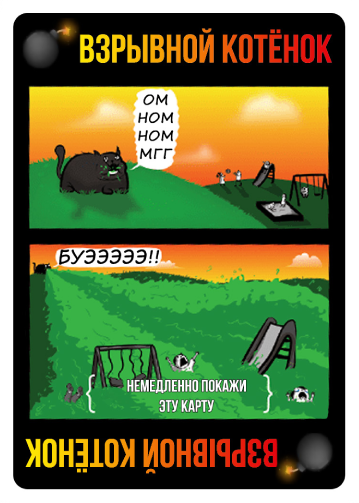 ВЗРЫВНОЙ КОТЁНОК
ОМ
НОМ
НОМ
МГГ
БУЭЭЭЭЭ!!
НЕМЕДЛЕННО ПОКАЖИ
ЭТУ КАРТУ
ВЗРЫВНОЙ КОТЁНОК